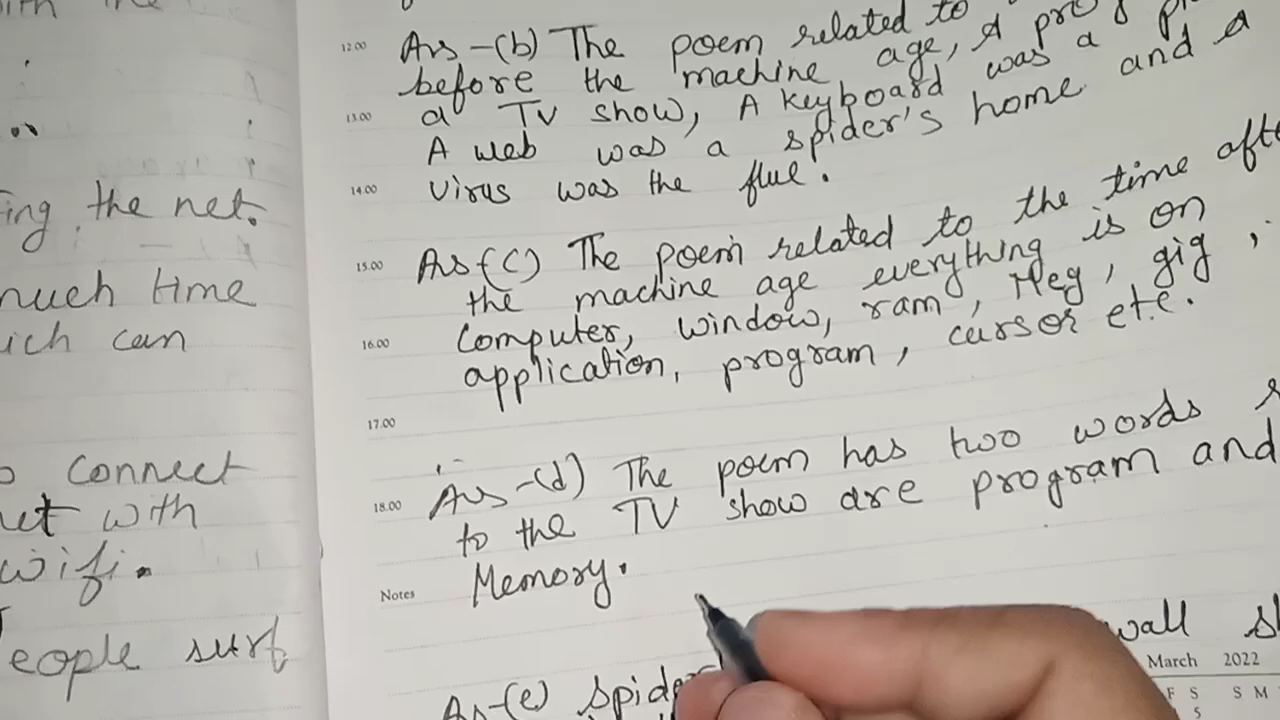 ing the net.
much time
ich can
connect
with
wifi.
eople surf
12.00
Ans-(b) The poem related to
before the machine age, A
13.00
a TV show, A keyboard was a
A web was a spider's home and a
14.00
virus was the flue.
15.00
Ans(c) The poem related to the time
the machine age everything is on
16.00
Computer, window, ram, Meg, gig,
application, program, cursor etc.
17.00
18.00
Ans-(d) The poem has two words
to the TV show are program and
Notes
Memory.
wall
March 2022
F S S M
S
An-(e)